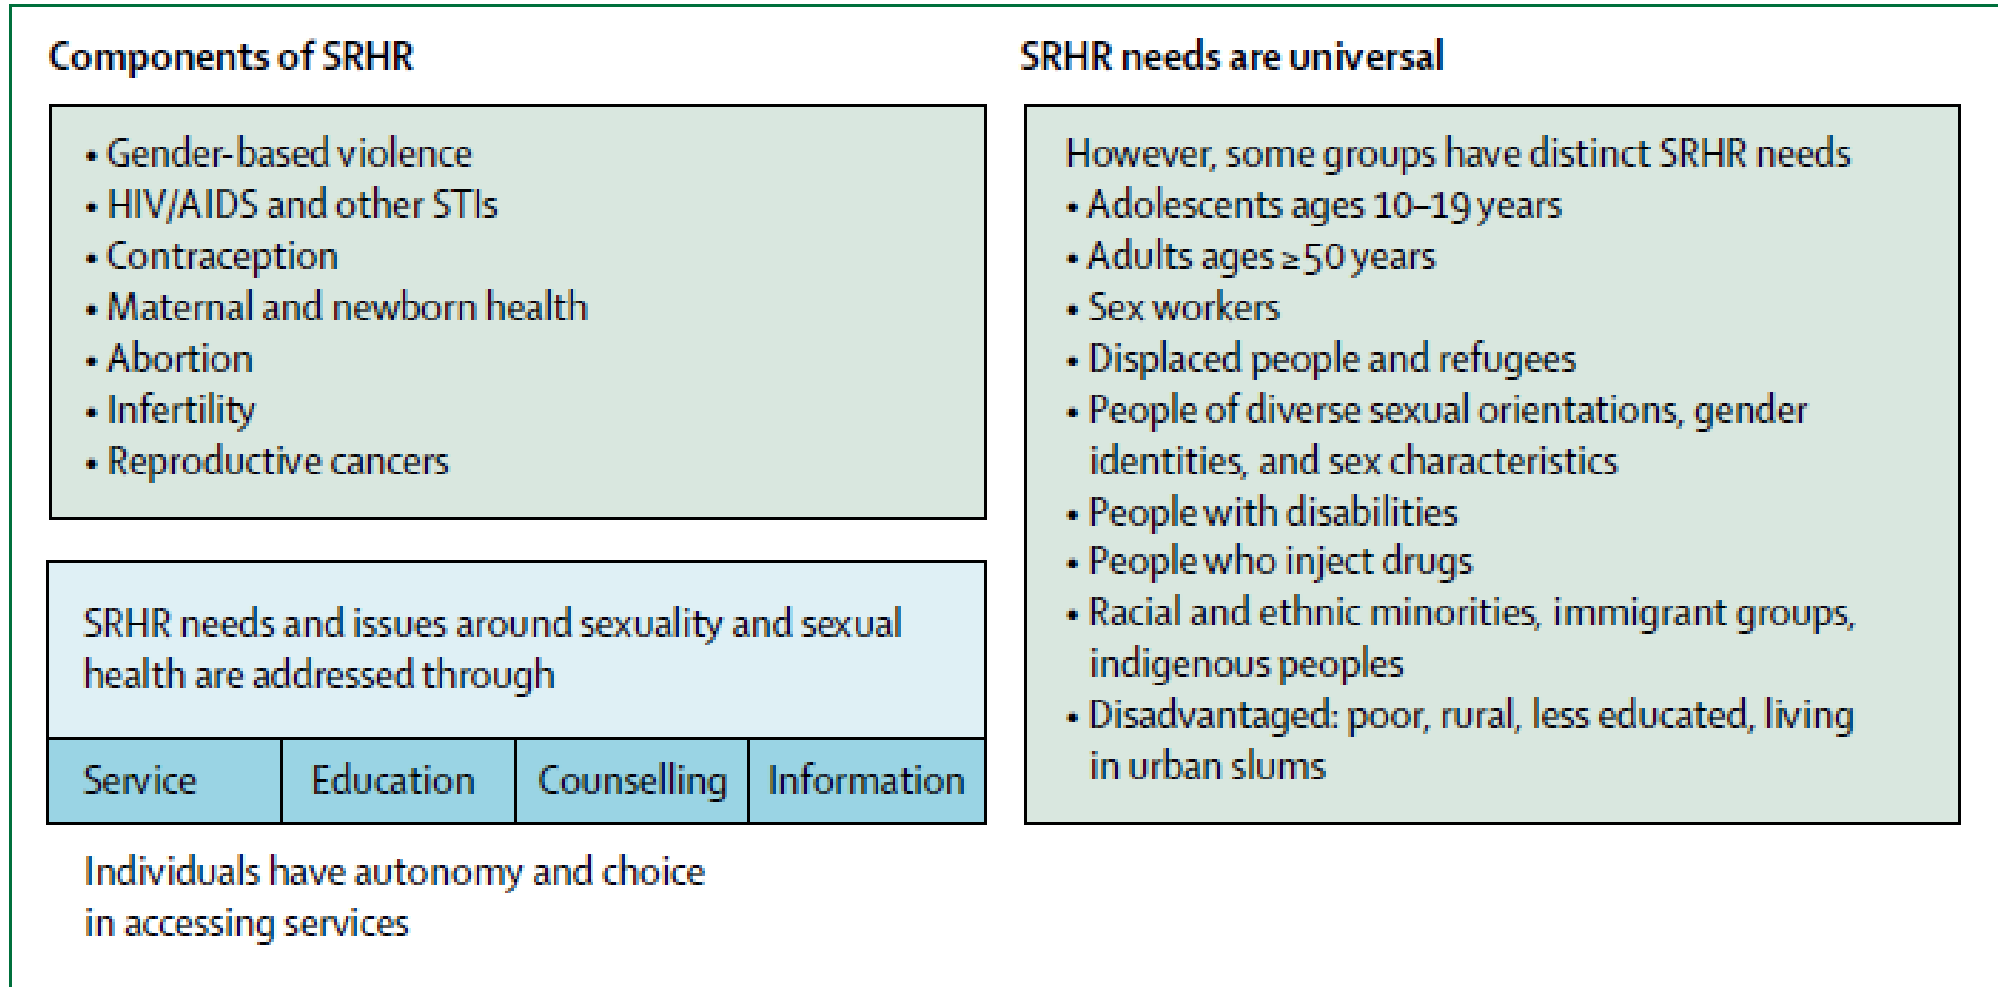 Components of SRHR
• Gender-based violence
• HIV/AIDS and other STIs
• Contraception
• Maternal and newborn health
• Abortion
• Infertility
• Reproductive cancers
SRHR needs and issues around sexuality and sexual
health are addressed through
Service
Education
Counselling
Information
Individuals have autonomy and choice
in accessing services
SRHR needs are universal
However, some groups have distinct SRHR needs
• Adolescents ages 10–19 years
• Adults ages ≥50 years
• Sex workers
• Displaced people and refugees
• People of diverse sexual orientations, gender
identities, and sex characteristics
• People with disabilities
• People who inject drugs
• Racial and ethnic minorities, immigrant groups,
indigenous peoples
• Disadvantaged: poor, rural, less educated, living
in urban slums